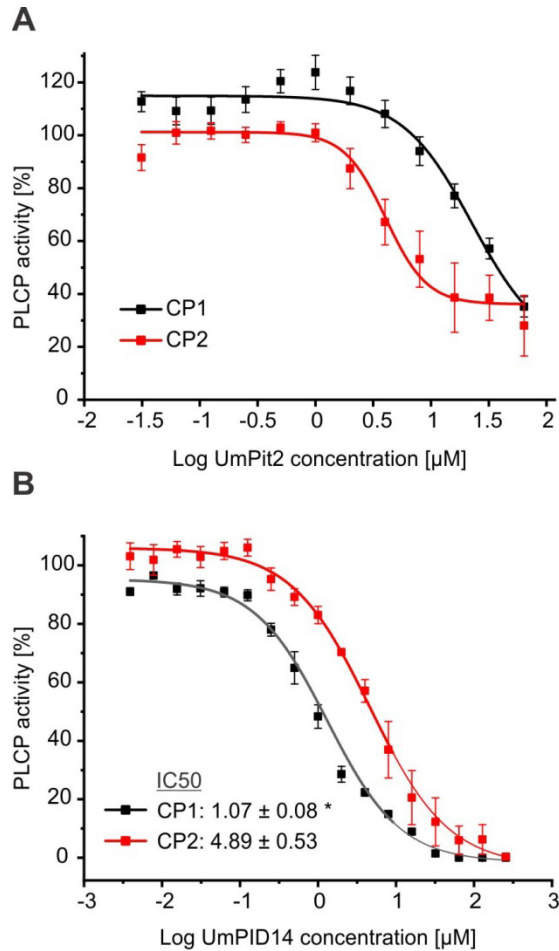 A
PLCP activity [%]
120
100
80
60
40
20
0
CP1
CP2
-2 -1.5 -1 -0.5 0 0.5 1 1.5 2
Log UmPit2 concentration [µM]
B
PLCP activity [%]
100
80
60
40
20
0
IC50
CP1: 1.07 ± 0.08 *
CP2: 4.89 ± 0.53
-3 -2 -1 0 1 2 3
Log UmPID14 concentration [µM]